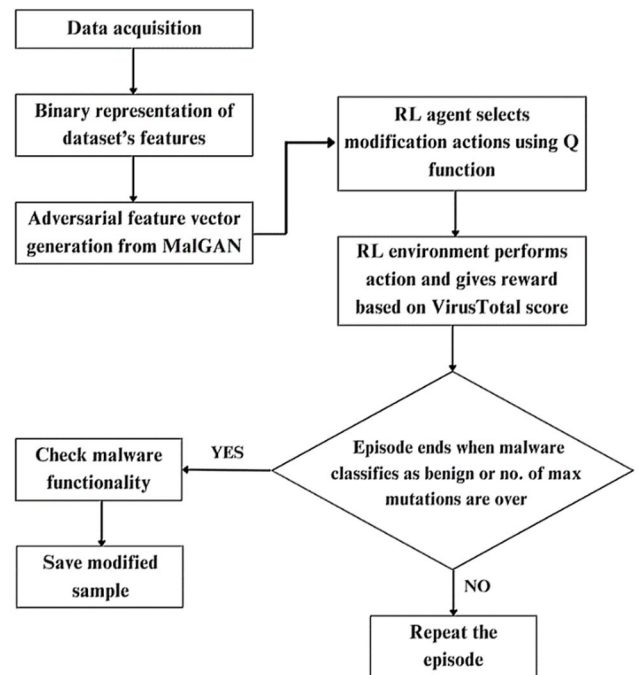 Data acquisition
Binary representation of
dataset's features
Adversarial feature vector
generation from MalGAN
RL agent selects
modification actions using Q
function
RL environment performs
action and gives reward
based on VirusTotal score
Episode ends when malware
classifies as benign or no. of max
mutations are over
YES
Check malware
functionality
Save modified
sample
NO
Repeat the
episode